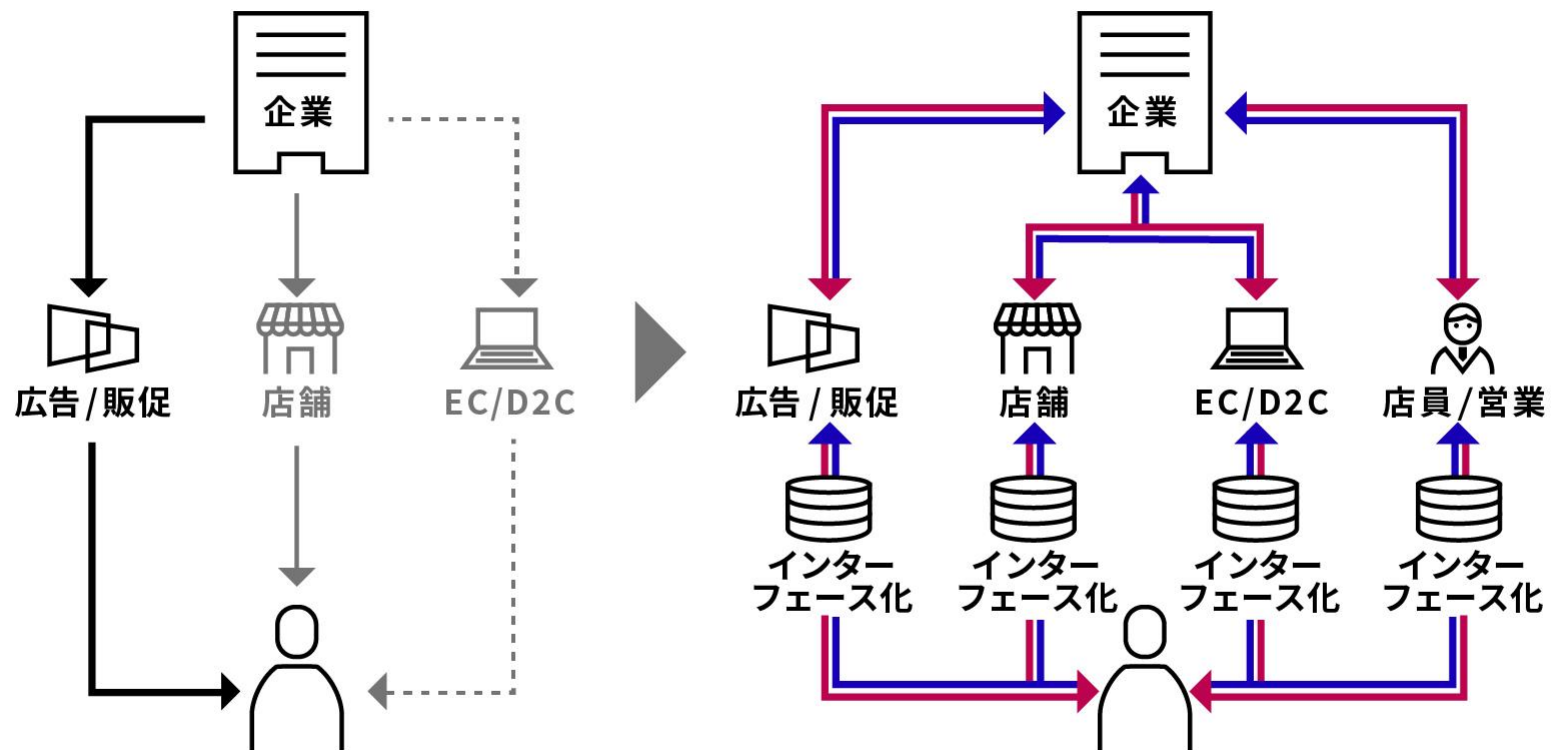 企業
広告/販促
店舗
EC/D2C
企業
広告/販促
店舗
EC/D2C
店員/営業
インター
フェース化
インター
フェース化
インター
フェース化
インター
フェース化